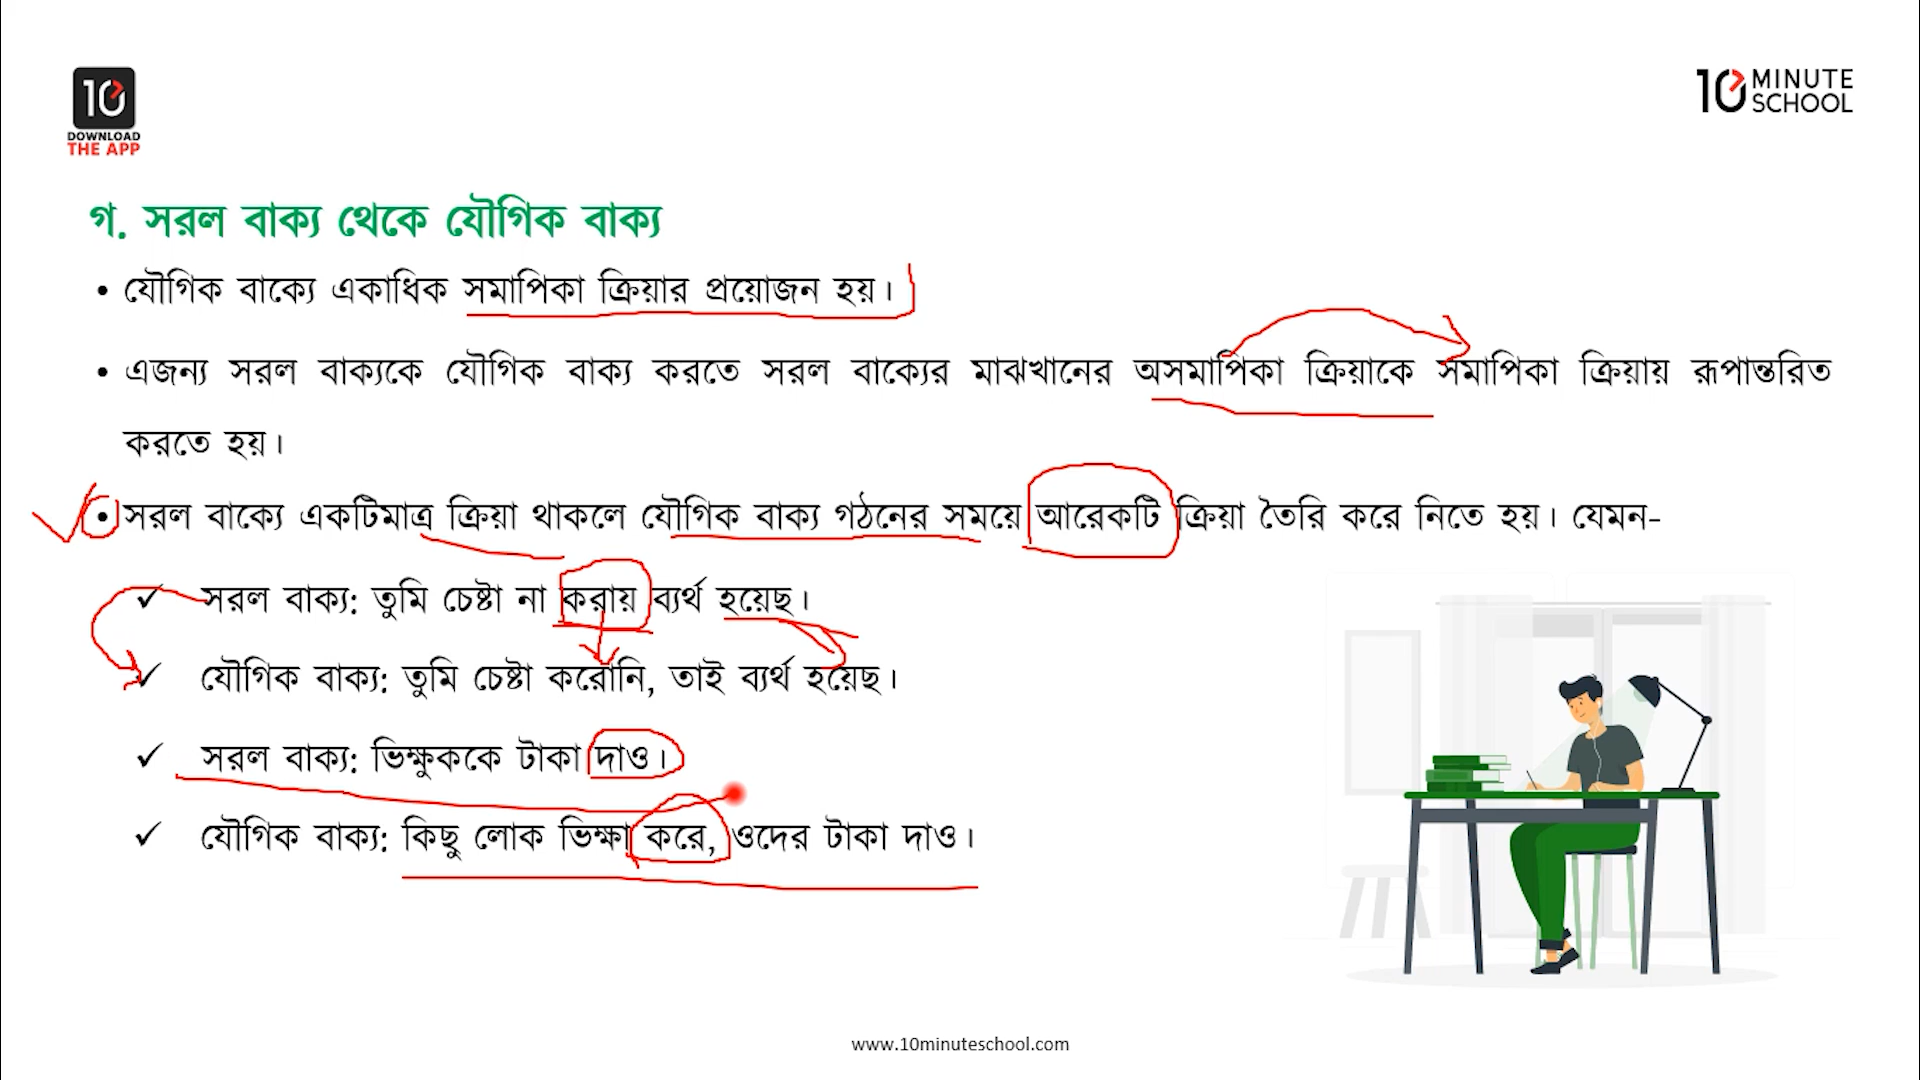 10
DOWNLOAD
THE APP
10 MINUTE
SCHOOL
গ. সরল বাক্য থেকে যৌগিক বাক্য
• যৌগিক বাক্যে একাধিক সমাপিকা ক্রিয়ার প্রয়োজন হয়।
• এজন্য সরল বাক্যকে যৌগিক বাক্য করতে সরল বাক্যের মাঝখানের অসমাপিকা ক্রিয়াকে সমাপিকা ক্রিয়ায় রূপান্তরিত
করতে হয়।
• সরল বাক্যে একটিমাত্র ক্রিয়া থাকলে যৌগিক বাক্য গঠনের সময়ে আরেকটি ক্রিয়া তৈরি করে নিতে হয়। যেমন-
✓ সরল বাক্য: তুমি চেষ্টা না করায় ব্যর্থ হয়েছ।
✓ যৌগিক বাক্য: তুমি চেষ্টা করোনি, তাই ব্যর্থ হয়েছ।
✓ সরল বাক্য: ভিক্ষুককে টাকা দাও।
✓ যৌগিক বাক্য: কিছু লোক ভিক্ষা করে, ওদের টাকা দাও।
www.10minuteschool.com